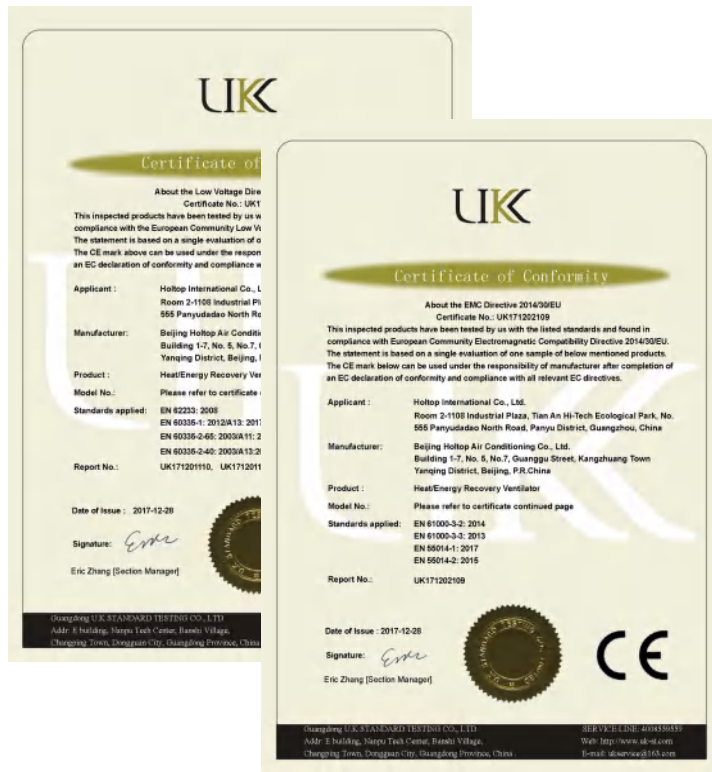 UK
Certificate of
About the Low Voltage Dire
Certificate No.: UK17
This inspected products have been tested by us w
compliance with the European Community Low Vo
The statement is based on a single evaluation of o
The CE mark above can be used under the respon
an EC declaration of conformity and compliance w
Applicant : Holtop International Co., L
Room 2-1108 Industrial Pl
555 Panyudadao North Ro
Manufacturer: Beijing Holtop Air Conditi
Building 1-7, No. 5, No.7,
Yanqing District, Beijing,
Product : Heat/Energy Recovery Ver
Model No.: Please refer to certificate
Standards applied: EN 62233: 2008
EN 60335-1: 2012/A13: 2017
EN 60335-2-65: 2003/A11: 2
EN 60335-2-40: 2003/A13:2
Report No.: UK171201110, UK1712011
Date of Issue : 2017-12-28
Signature:
Eric Zhang [Section Manager]
Guangdong U.K STANDARD TESTING CO., LTD
Addr: E building, Nanpu Tech Center, Banshi Village,
Changping Town, Dongguan City, Guangdong Province, China
UK
Certificate of Conformity
About the EMC Directive 2014/30/EU
Certificate No.: UK171202109
This inspected products have been tested by us with the listed standards and found in
compliance with European Community Electromagnetic Compatibility Directive 2014/30/EU.
The statement is based on a single evaluation of one sample of below mentioned products.
The CE mark below can be used under the responsibility of manufacturer after completion of
an EC declaration of conformity and compliance with all relevant EC directives.
Applicant : Holtop International Co., Ltd.
Room 2-1108 Industrial Plaza, Tian An Hi-Tech Ecological Park, No.
555 Panyudadao North Road, Panyu District, Guangzhou, China
Manufacturer: Beijing Holtop Air Conditioning Co., Ltd.
Building 1-7, No. 5, No.7, Guanggu Street, Kangzhuang Town
Yanqing District, Beijing, P.R.China
Product : Heat/Energy Recovery Ventilator
Model No.: Please refer to certificate continued page
Standards applied: EN 61000-3-2: 2014
EN 61000-3-3: 2013
EN 55014-1: 2017
EN 55014-2: 2015
Report No.: UK171202109
Date of Issue : 2017-12-28
Signature:
Eric Zhang [Section Manager]
CE
Guangdong U.K STANDARD TESTING CO., LTD SERVICE LINE: 4008559559
Addr: E building, Nanpu Tech Center, Banshi Village, Web: http://www.uk-st.com
Changping Town, Dongguan City, Guangdong Province, China . E-mail: ukservice@163.com